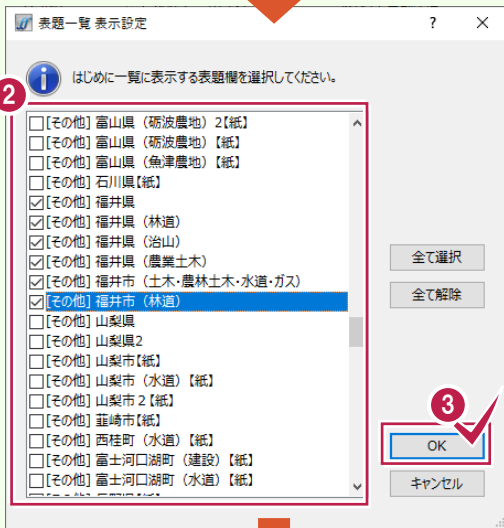 表題一覧 表示設定
?
×
はじめに一覧に表示する表題欄を選択してください。
2
[その他] 富山県（砺波農地）2【紙】
[その他] 富山県（砺波農地）【紙】
[その他] 富山県（魚津農地）【紙】
[その他] 石川県【紙】
[その他] 福井県
[その他] 福井県（林道）
[その他] 福井県（治山）
[その他] 福井県（農業土木）
[その他] 福井市（土木・農林土木・水道・ガス）
[その他] 福井市（林道）
[その他] 山梨県
[その他] 山梨県2
[その他] 山梨市【紙】
[その他] 山梨市（水道）【紙】
[その他] 山梨市２【紙】
[その他] 韮崎市【紙】
[その他] 西桂町（水道）【紙】
[その他] 富士河口湖町（建設）【紙】
[その他] 富士河口湖町（水道）【紙】
全て選択
全て解除
3
OK
キャンセル